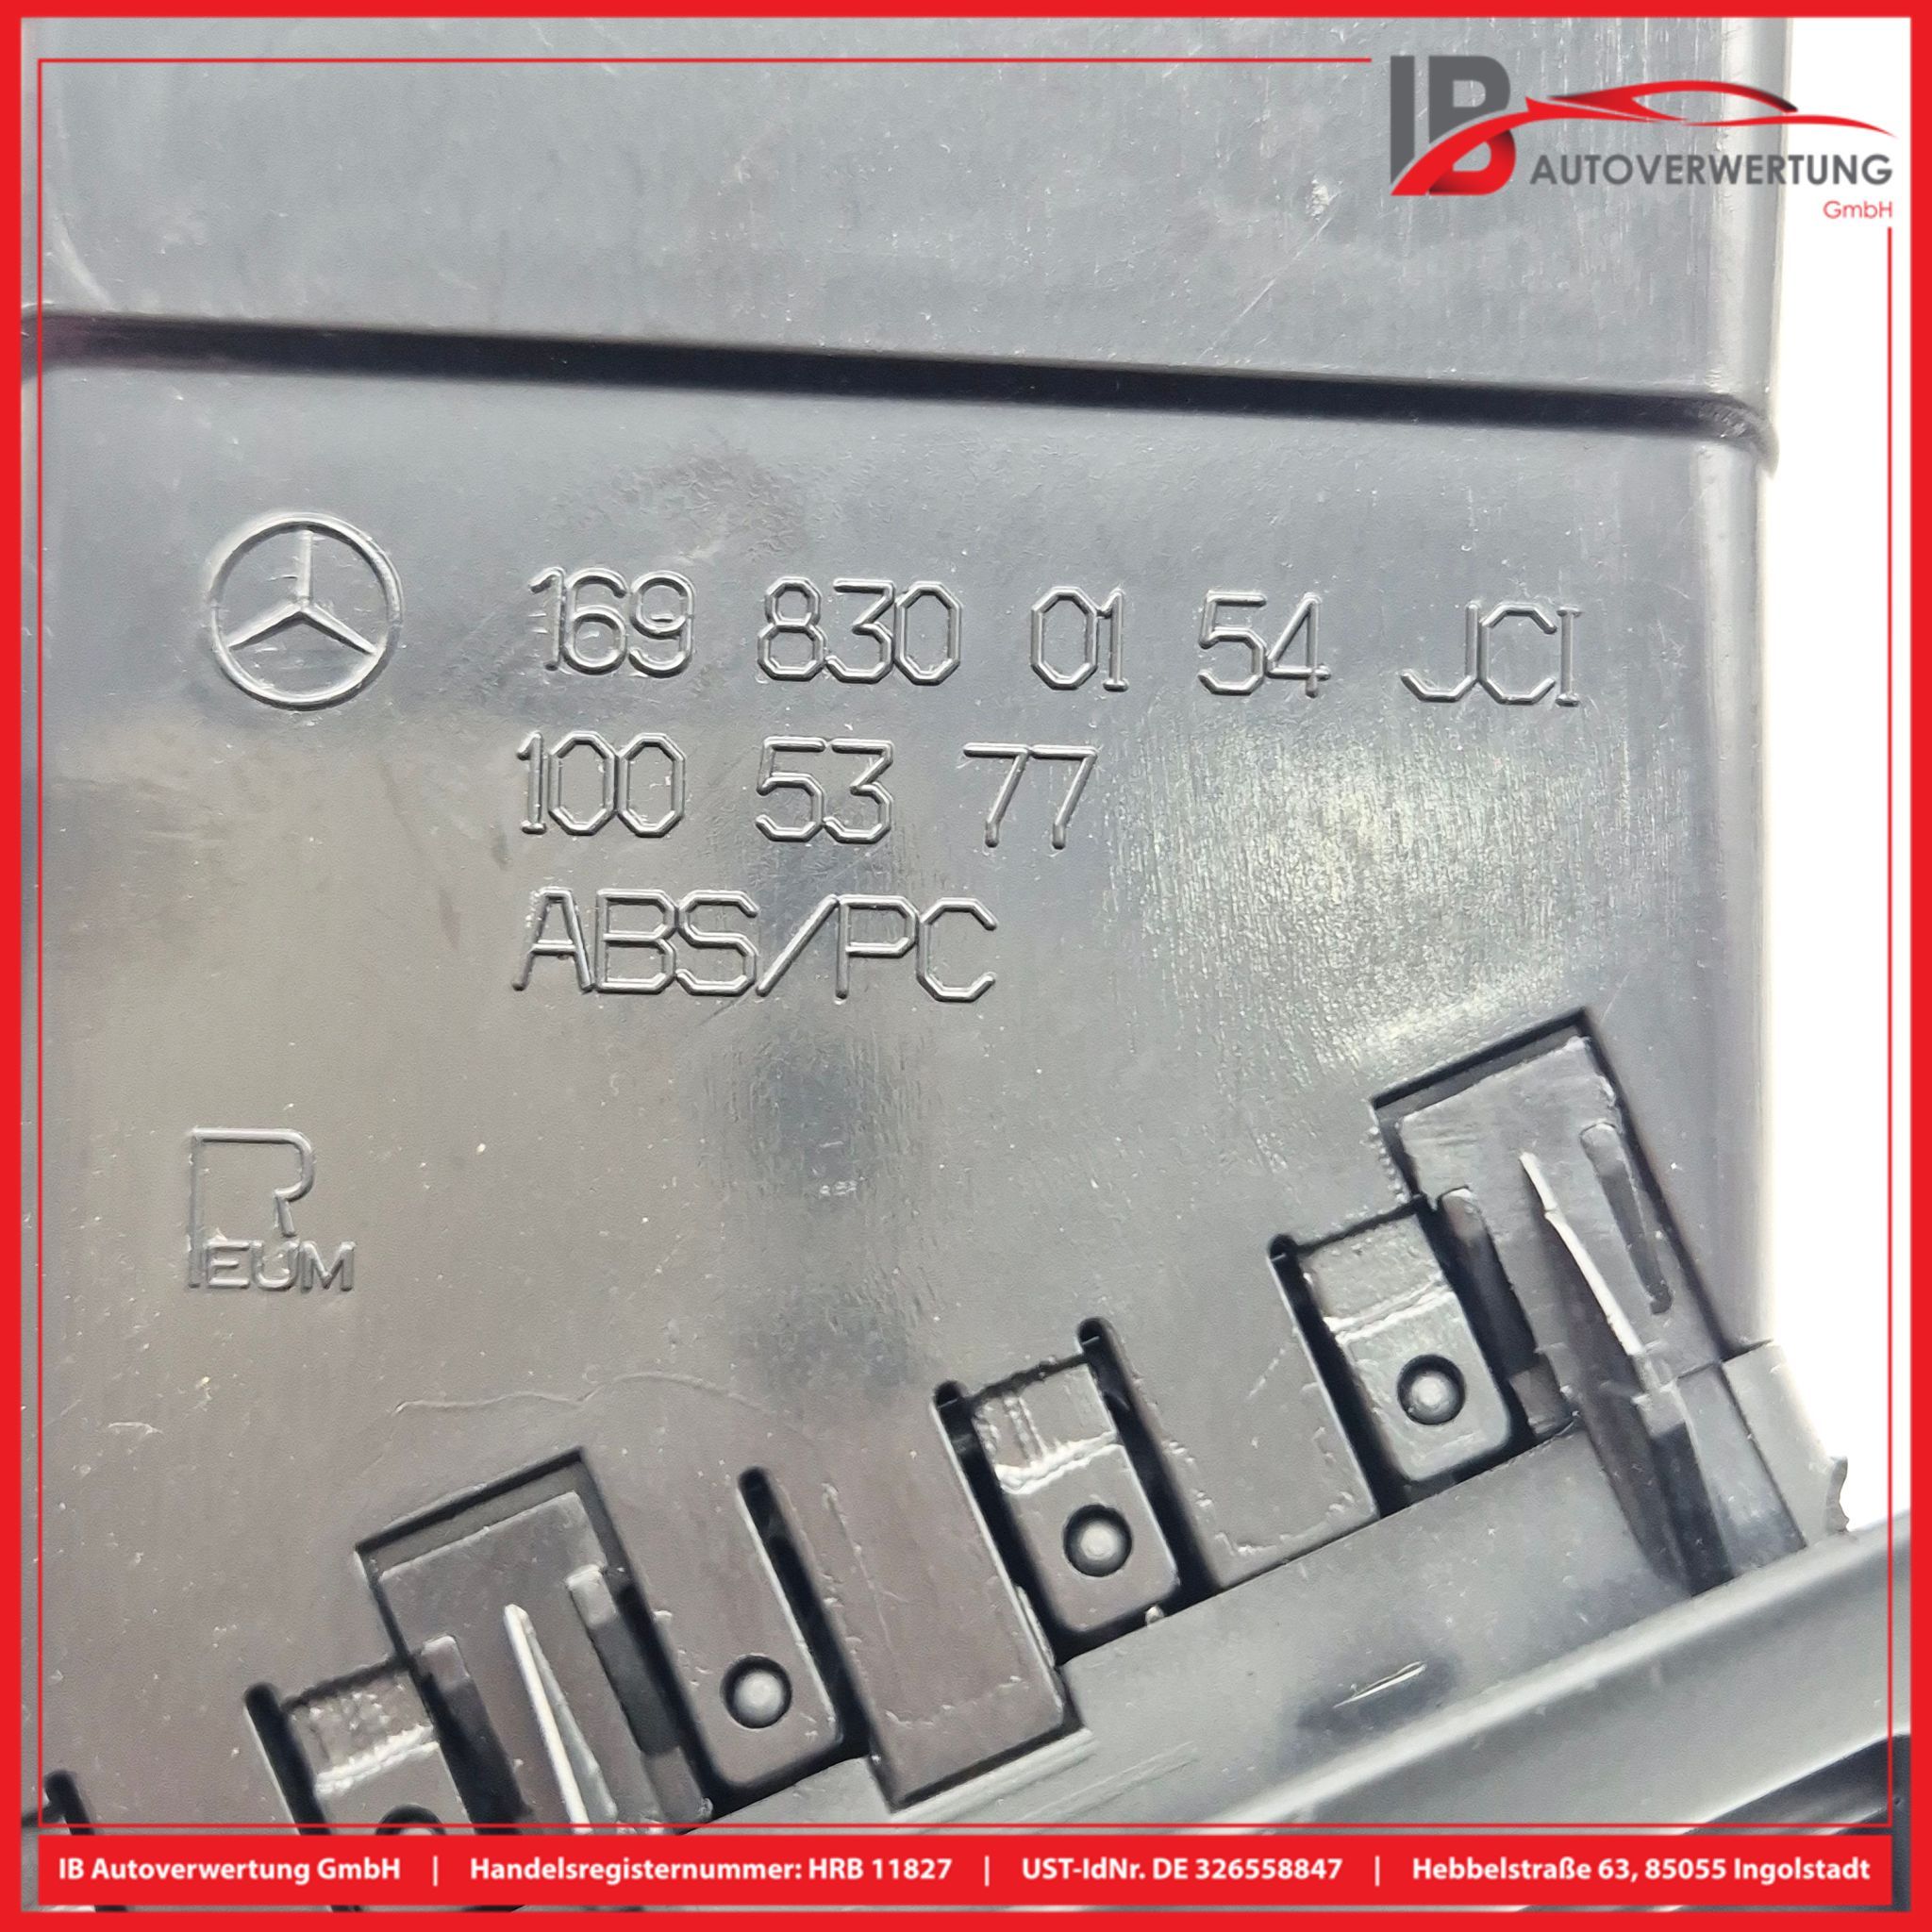 IB AUTOVERWERTUNG
GmbH
169 830 01 54 JCI
100 53 77
ABS/PC
R
EUM
IB Autoverwertung GmbH | Handelsregisternummer: HRB 11827 | UST-IdNr. DE 326558847 | Hebbelstraße 63, 85055 Ingolstadt